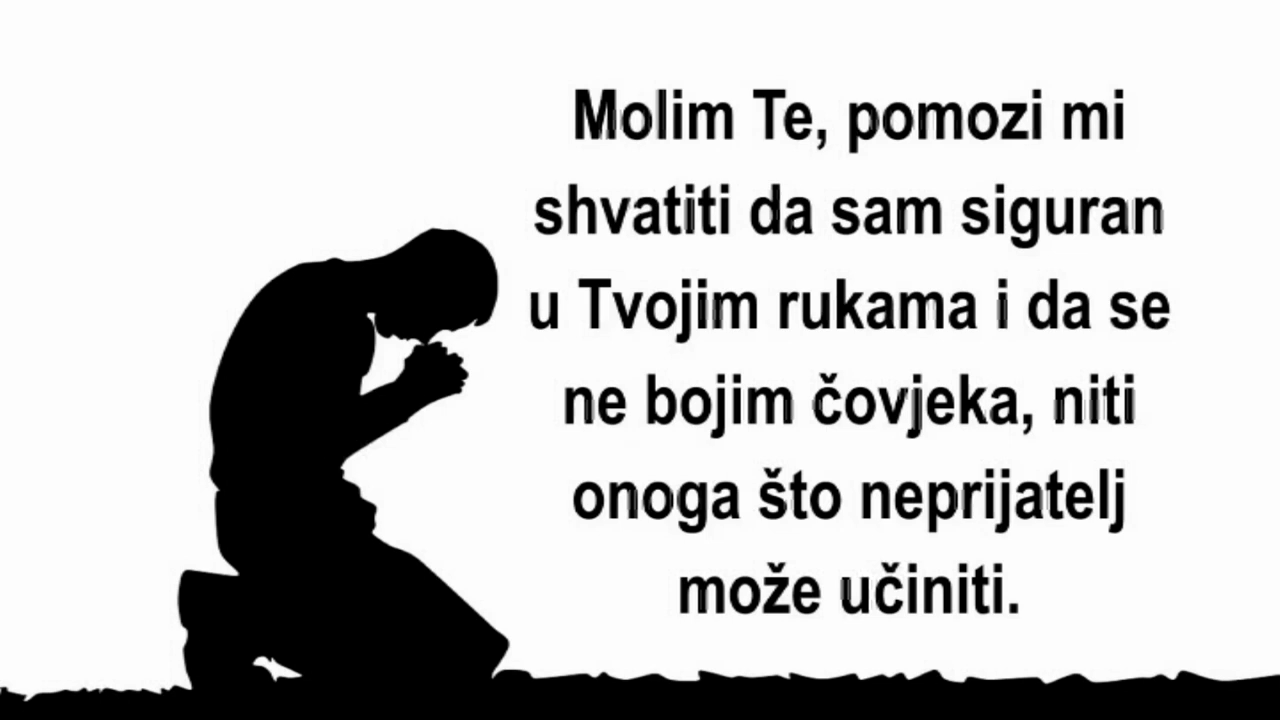 Molim Te, pomozi mi
shvatiti da sam siguran
u Tvojim rukama i da se
ne bojim čovjeka, niti
onoga što neprijatelj
može učiniti.